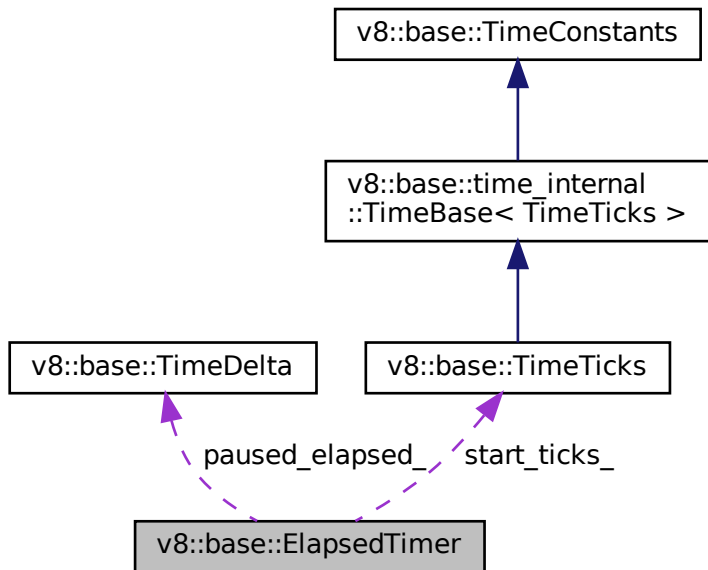 v8::base::TimeConstants
v8::base::time_internal
::TimeBase< TimeTicks >
v8::base::TimeDelta
v8::base::TimeTicks
paused_elapsed_
start_ticks_
v8::base::ElapsedTimer